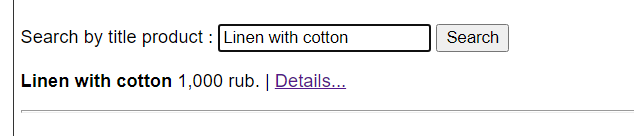 Search by title product : Linen with cotton Search
Linen with cotton 1,000 rub. | Details...